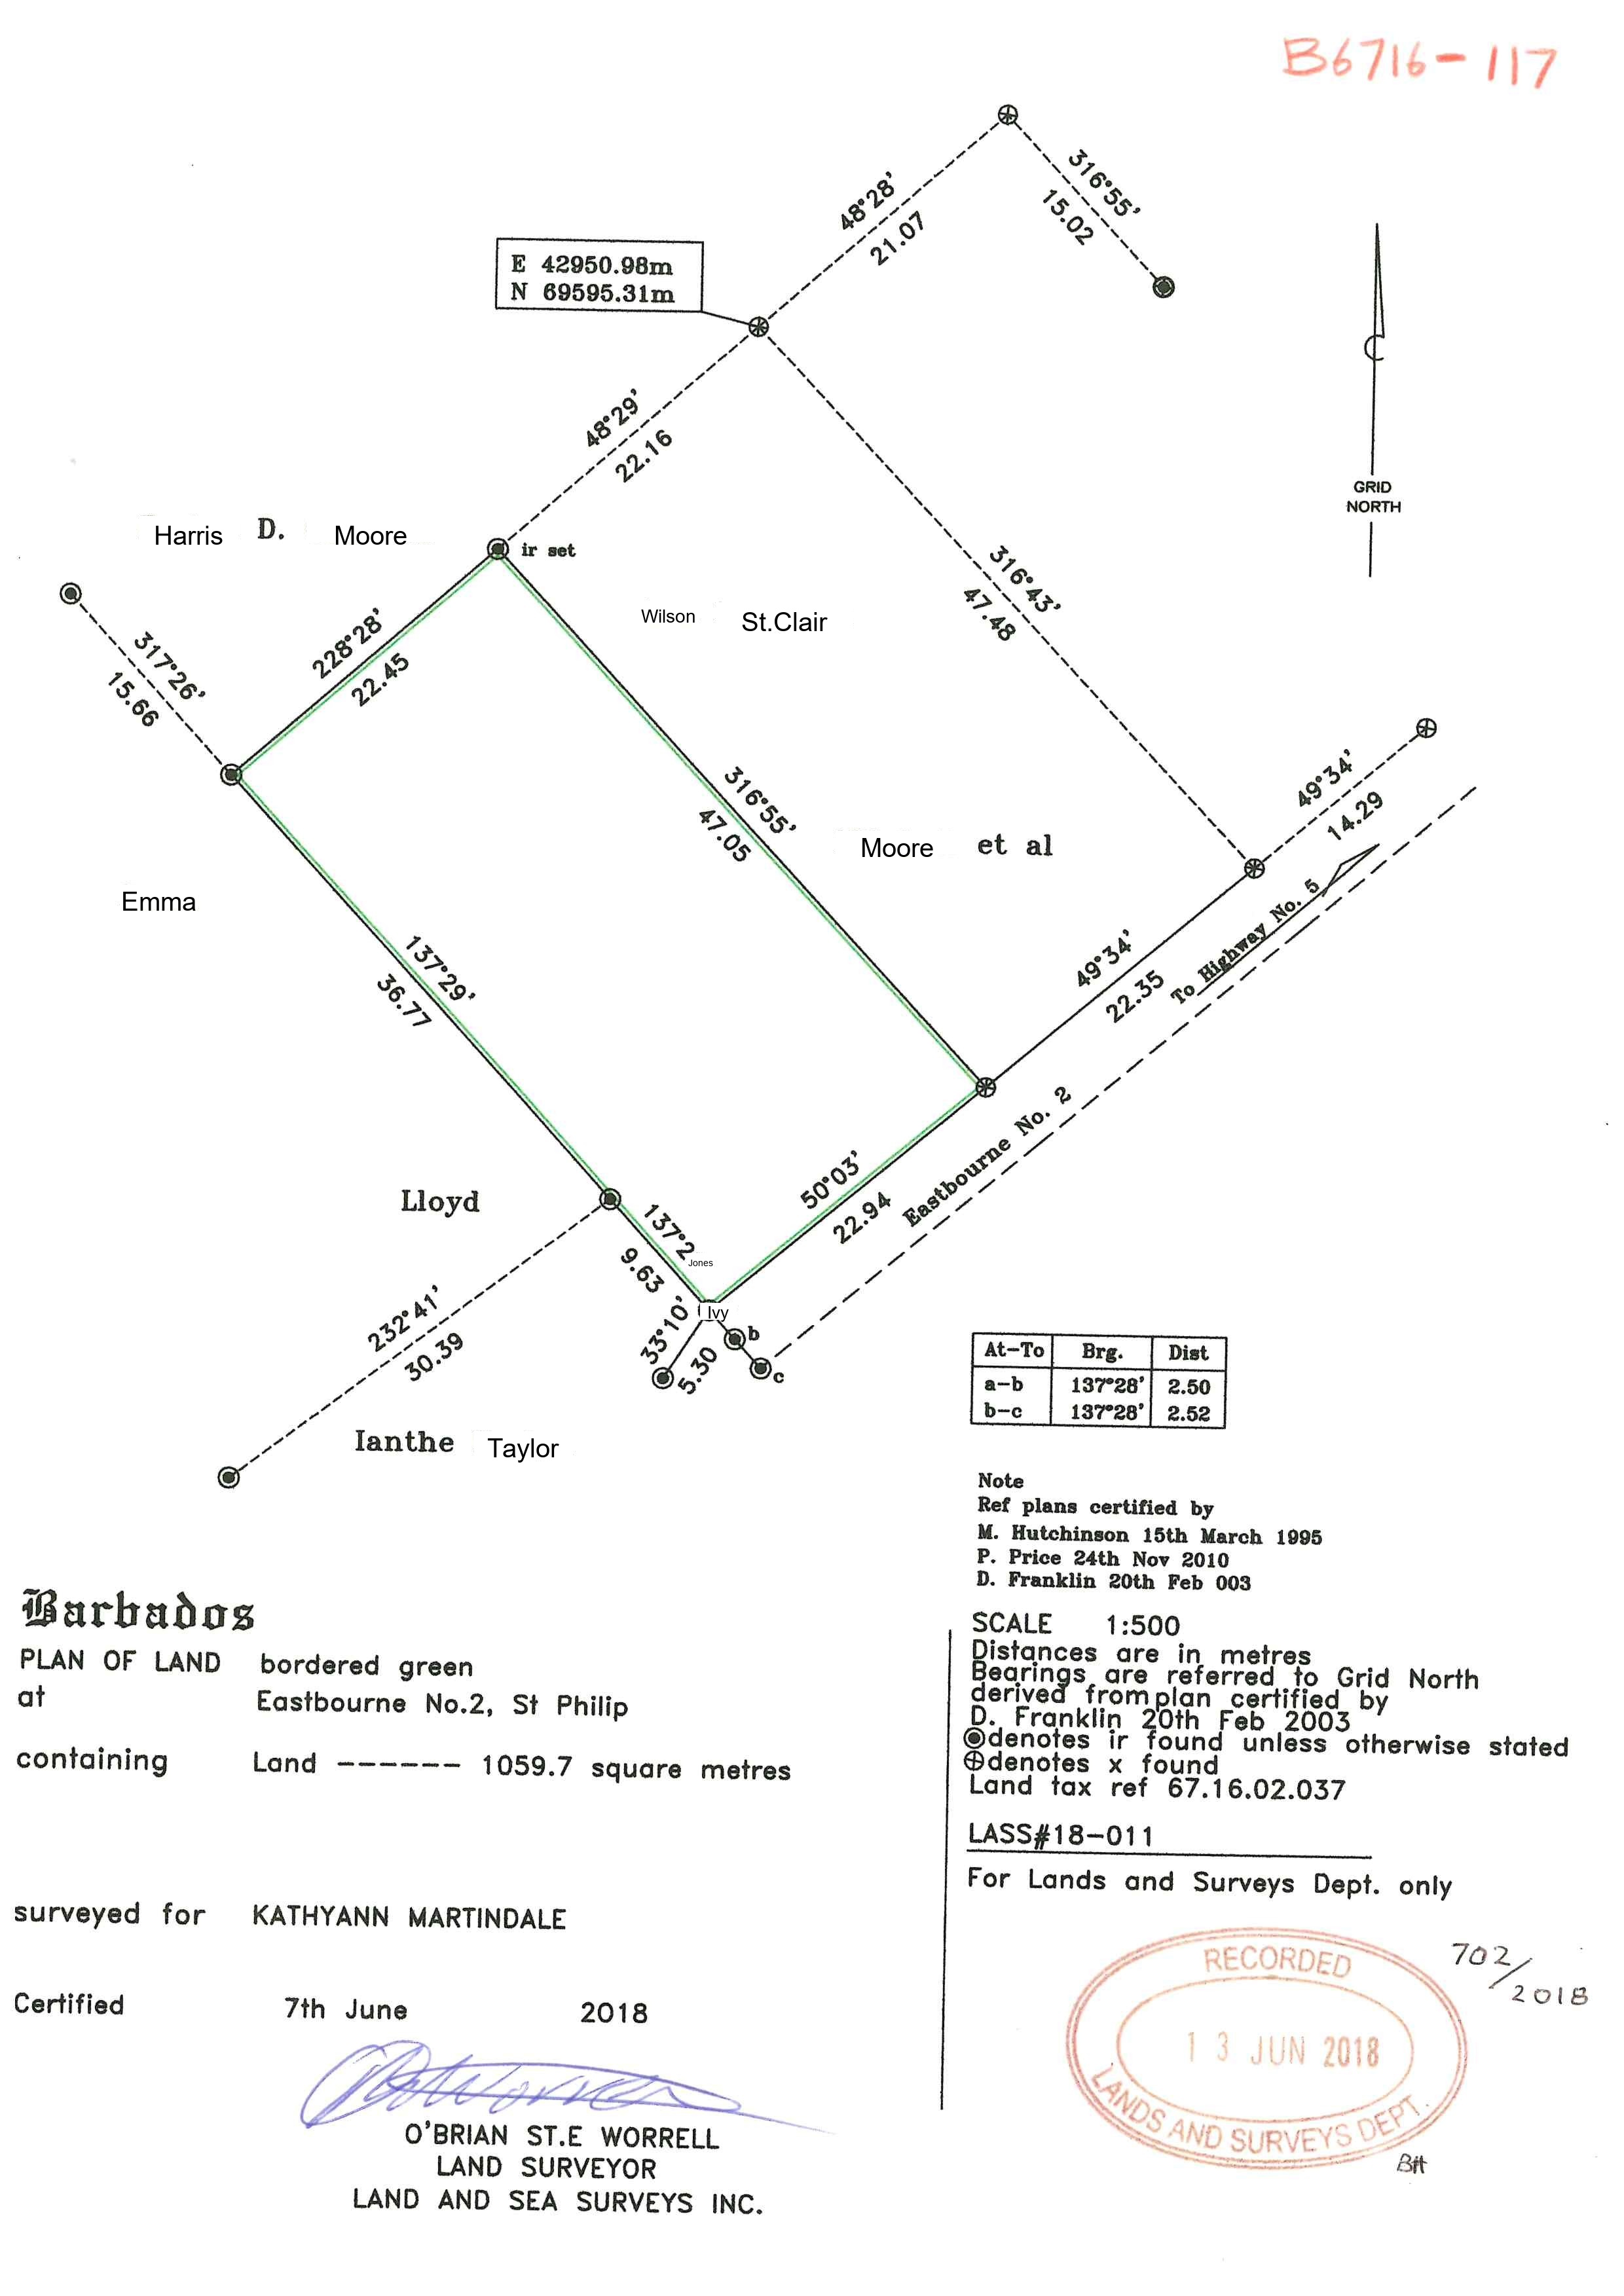 B6716-117
48°28'
21.07
316°55'
15.02
E 42950.98m
N 69595.31m
48°29'
22.16
GRID
NORTH
Harris D. Moore
ir set
316°43'
47.48
Wilson St.Clair
228°28'
22.45
317°26'
15.66
316°55'
47.05
49°34'
14.29
Moore et al
To Highway No. 5
Emma
49°34'
22.35
137°29'
36.77
Eastbourne No. 2
50°03'
22.94
Lloyd
137°2
Jones
9.63
Ivy
33°10'
5.30
b
c
232°41'
30.39
At-To Brg. Dist
a-b 137°28' 2.50
b-c 137°28' 2.52
Ianthe Taylor
Note
Ref plans certified by
M. Hutchinson 15th March 1995
P. Price 24th Nov 2010
D. Franklin 20th Feb 003
Barbados
PLAN OF LAND bordered green
at Eastbourne No.2, St Philip
containing Land ------ 1059.7 square metres
surveyed for KATHYANN MARTINDALE
Certified 7th June 2018
O'BRIAN ST.E WORRELL
LAND SURVEYOR
LAND AND SEA SURVEYS INC.
SCALE 1:500
Distances are in metres
Bearings are referred to Grid North
derived from plan certified by
D. Franklin 20th Feb 2003
denotes ir found unless otherwise stated
denotes x found
Land tax ref 67.16.02.037
LASS#18-011
For Lands and Surveys Dept. only
RECORDED
13 JUN 2018
LANDS AND SURVEYS DEPT.
702/2018